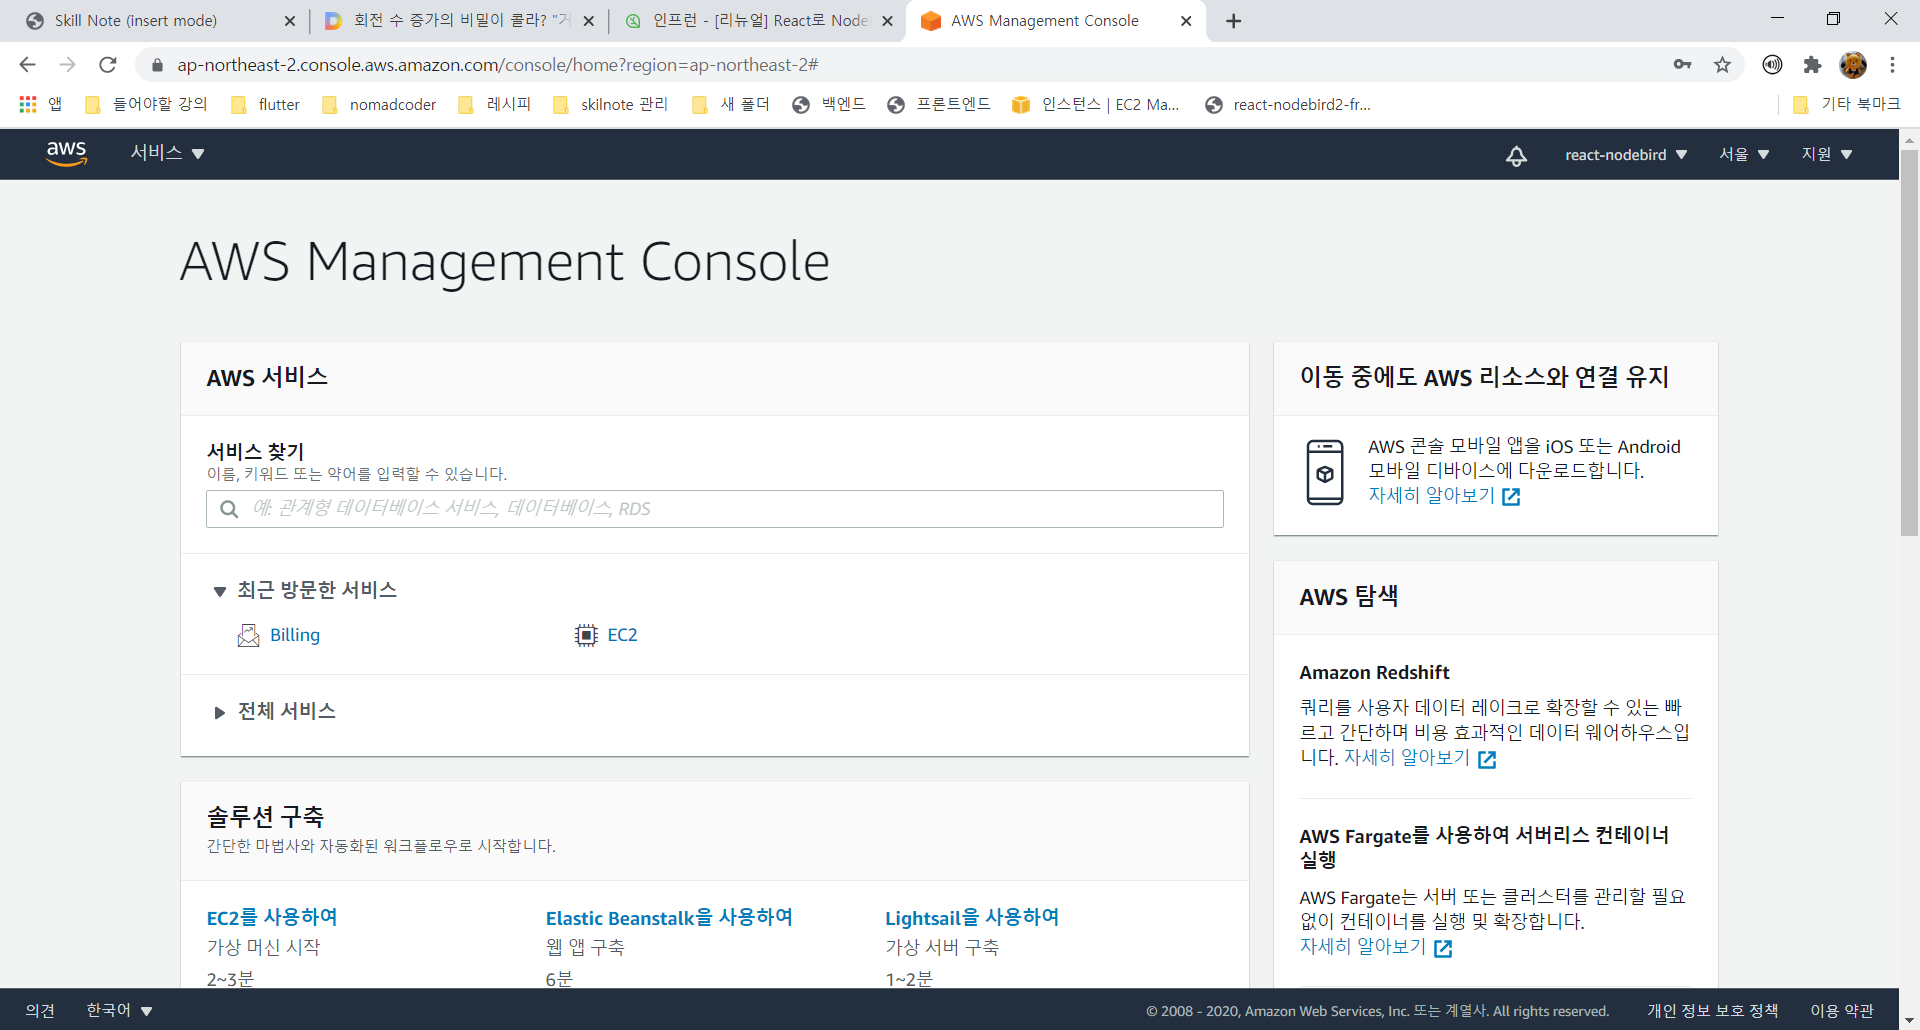 Skill Note (insert mode)
회전 수 증가의 비밀이 콜라? "거
인프런 - [리뉴얼] React로 Node
AWS Management Console
ap-northeast-2.console.aws.amazon.com/console/home?region=ap-northeast-2#
앱
들어야할 강의
flutter
nomadcoder
레시피
skilnote 관리
새 폴더
백엔드
프론트엔드
인스턴스 | EC2 Ma...
react-nodebird2-fr...
기타 북마크
aws
서비스
react-nodebird
서울
지원
AWS Management Console
AWS 서비스
서비스 찾기
이름, 키워드 또는 약어를 입력할 수 있습니다.
예: 관계형 데이터베이스 서비스, 데이터베이스, RDS
최근 방문한 서비스
Billing
EC2
전체 서비스
솔루션 구축
간단한 마법사와 자동화된 워크플로우로 시작합니다.
EC2를 사용하여
가상 머신 시작
2~3분
Elastic Beanstalk을 사용하여
웹 앱 구축
6분
Lightsail을 사용하여
가상 서버 구축
1~2분
이동 중에도 AWS 리소스와 연결 유지
AWS 콘솔 모바일 앱을 iOS 또는 Android
모바일 디바이스에 다운로드합니다.
자세히 알아보기
AWS 탐색
Amazon Redshift
쿼리를 사용자 데이터 레이크로 확장할 수 있는 빠
르고 간단하며 비용 효과적인 데이터 웨어하우스입
니다. 자세히 알아보기
AWS Fargate를 사용하여 서버리스 컨테이너
실행
AWS Fargate는 서버 또는 클러스터를 관리할 필요
없이 컨테이너를 실행 및 확장합니다.
자세히 알아보기
의견
한국어
© 2008 - 2020, Amazon Web Services, Inc. 또는 계열사. All rights reserved.
개인 정보 보호 정책
이용 약관